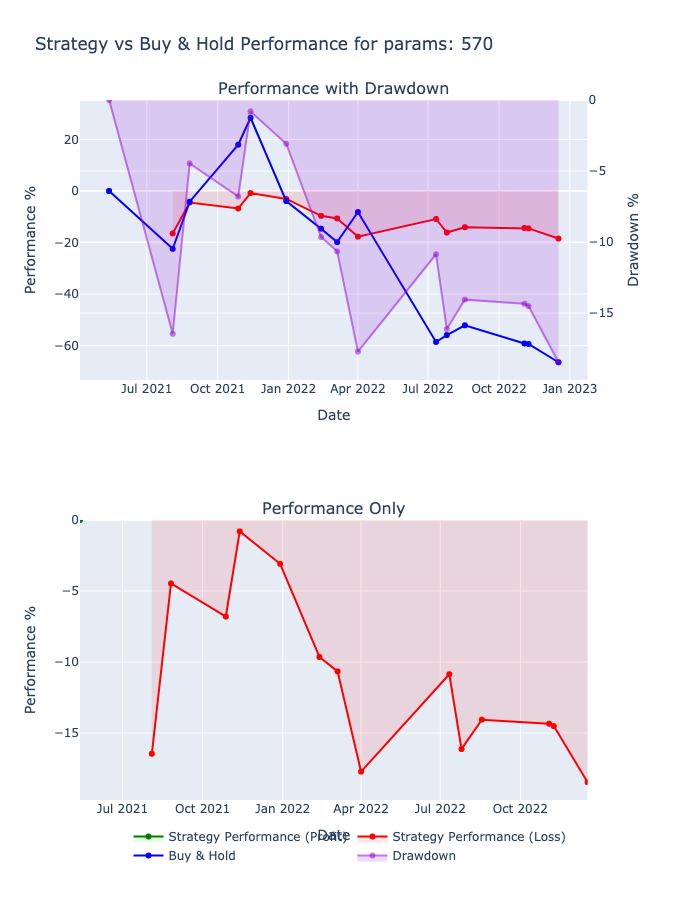 Strategy vs Buy & Hold Performance for params: 570
Performance with Drawdown
20
0
−20
−40
−60
Performance %
0
−5
−10
−15
Drawdown %
Jul 2021 Oct 2021 Jan 2022 Apr 2022 Jul 2022 Oct 2022 Jan 2023
Date
Performance Only
0
−5
−10
−15
Performance %
Jul 2021 Oct 2021 Jan 2022 Apr 2022 Jul 2022 Oct 2022
Date
Strategy Performance (Profit) Strategy Performance (Loss)
Buy & Hold Drawdown